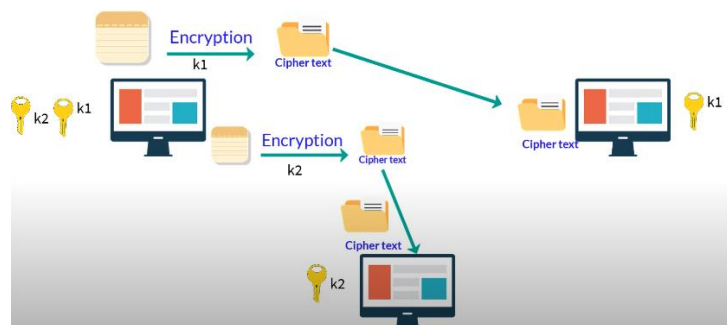 Encryption
k1
Cipher text
k2
k1
k1
Cipher text
Encryption
k2
Cipher text
Cipher text
k2